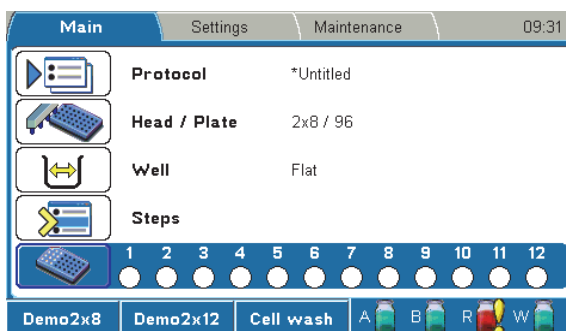 Main Settings Maintenance 09:31
Protocol *Untitled
Head / Plate 2x8 / 96
Well Flat
Steps
1 2 3 4 5 6 7 8 9 10 11 12
Demo2x8 Demo2x12 Cell wash A B R W